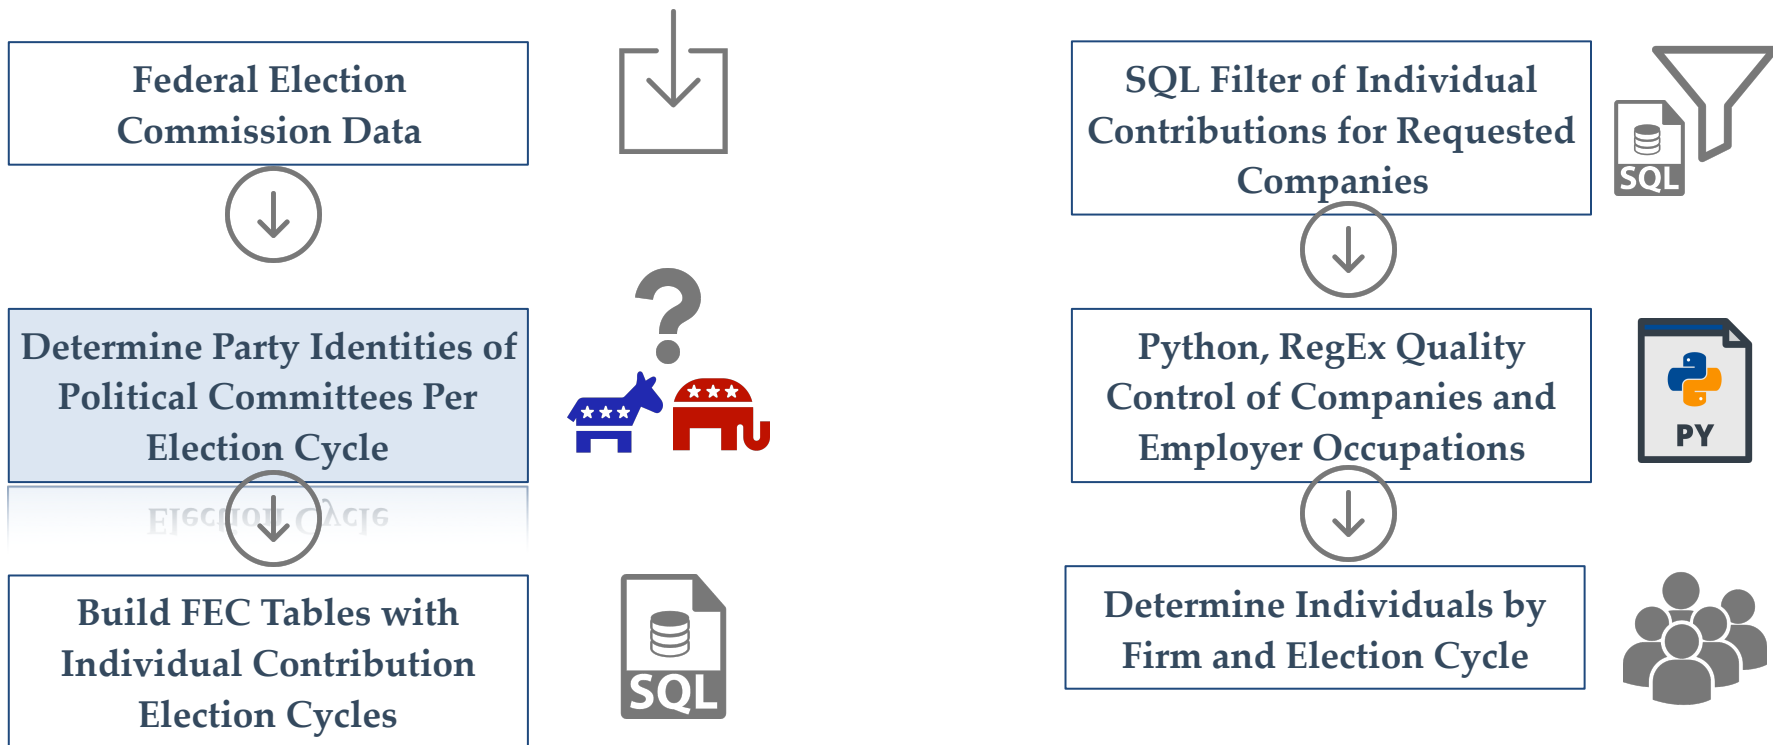 Federal Election
Commission Data
Determine Party Identities of
Political Committees Per
Election Cycle
Election Cycle
Build FEC Tables with
Individual Contribution
Election Cycles
SQL
SQL Filter of Individual
Contributions for Requested
Companies
SQL
Python, RegEx Quality
Control of Companies and
Employer Occupations
PY
Determine Individuals by
Firm and Election Cycle